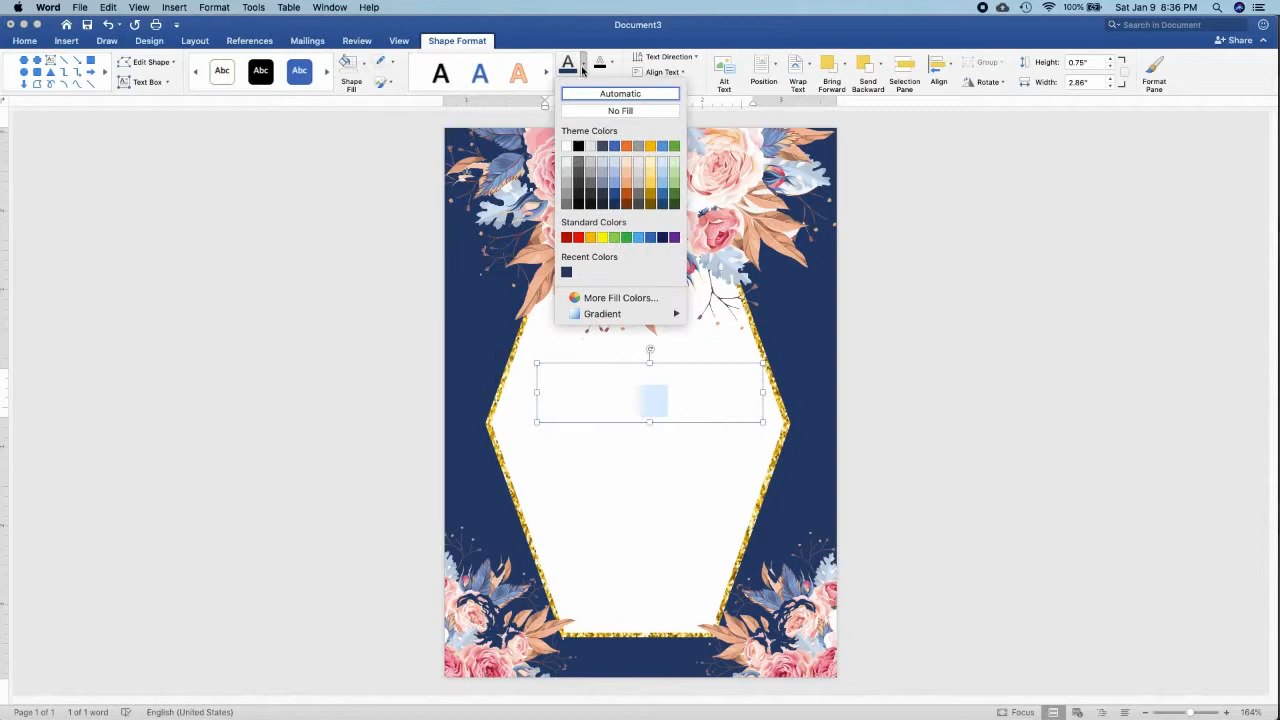 Word File Edit View Insert Format Tools Table Window Help 100% Sat Jan 9 8:36 PM
Document3 Search in Document
Home Insert Draw Design Layout References Mailings Review View Shape Format Share
Edit Shape Text Direction Group Height: 0.75"
Abc Abc Abc A A A A A
Text Box Shape Fill Align Text Alt Text Position Wrap Text Bring Forward Send Backward Selection Pane Align Rotate Width: 2.86" Format Pane
1 2 3
Automatic
No Fill
Theme Colors
Standard Colors
Recent Colors
More Fill Colors...
Gradient
Page 1 of 1 1 of 1 word English (United States) Focus 164%